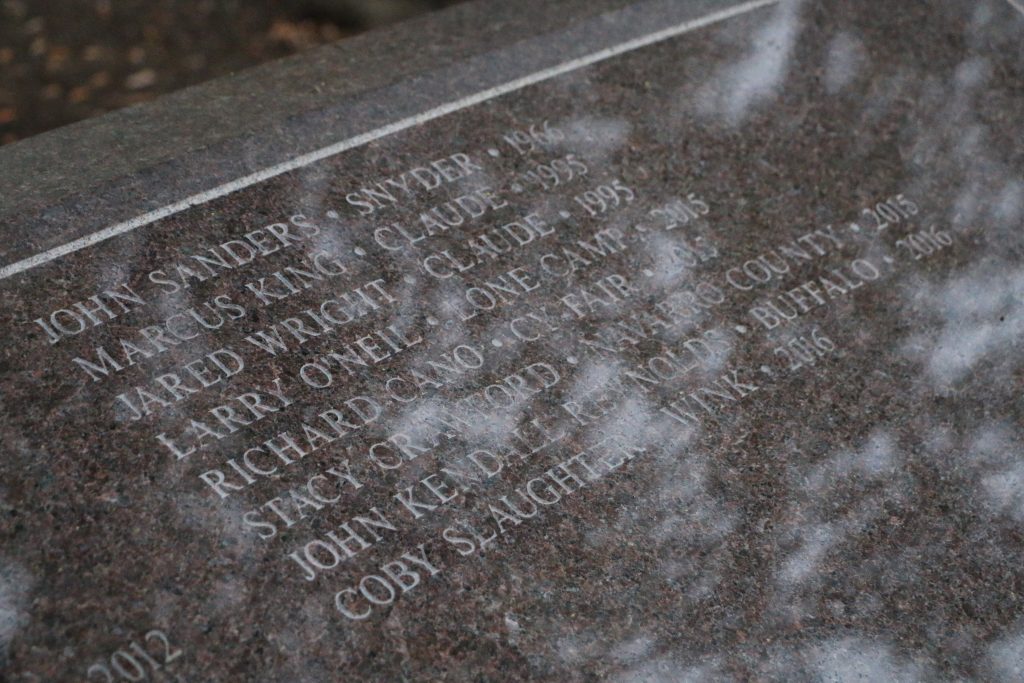 JOHN SANDERS · SNYDER · 1966
MARCUS KING · CLAUDE · 1995
JARED WRIGHT · CLAUDE · 1995
LARRY O'NEIL · LONE CAMP · 2015
RICHARD CANO · CY-FAIR · 2015
STACY CRAWFORD · NAVARRO COUNTY · 2015
JOHN KENDALL REYNOLDS · BUFFALO · 2016
COBY SLAUGHTER · WINK · 2016
2012